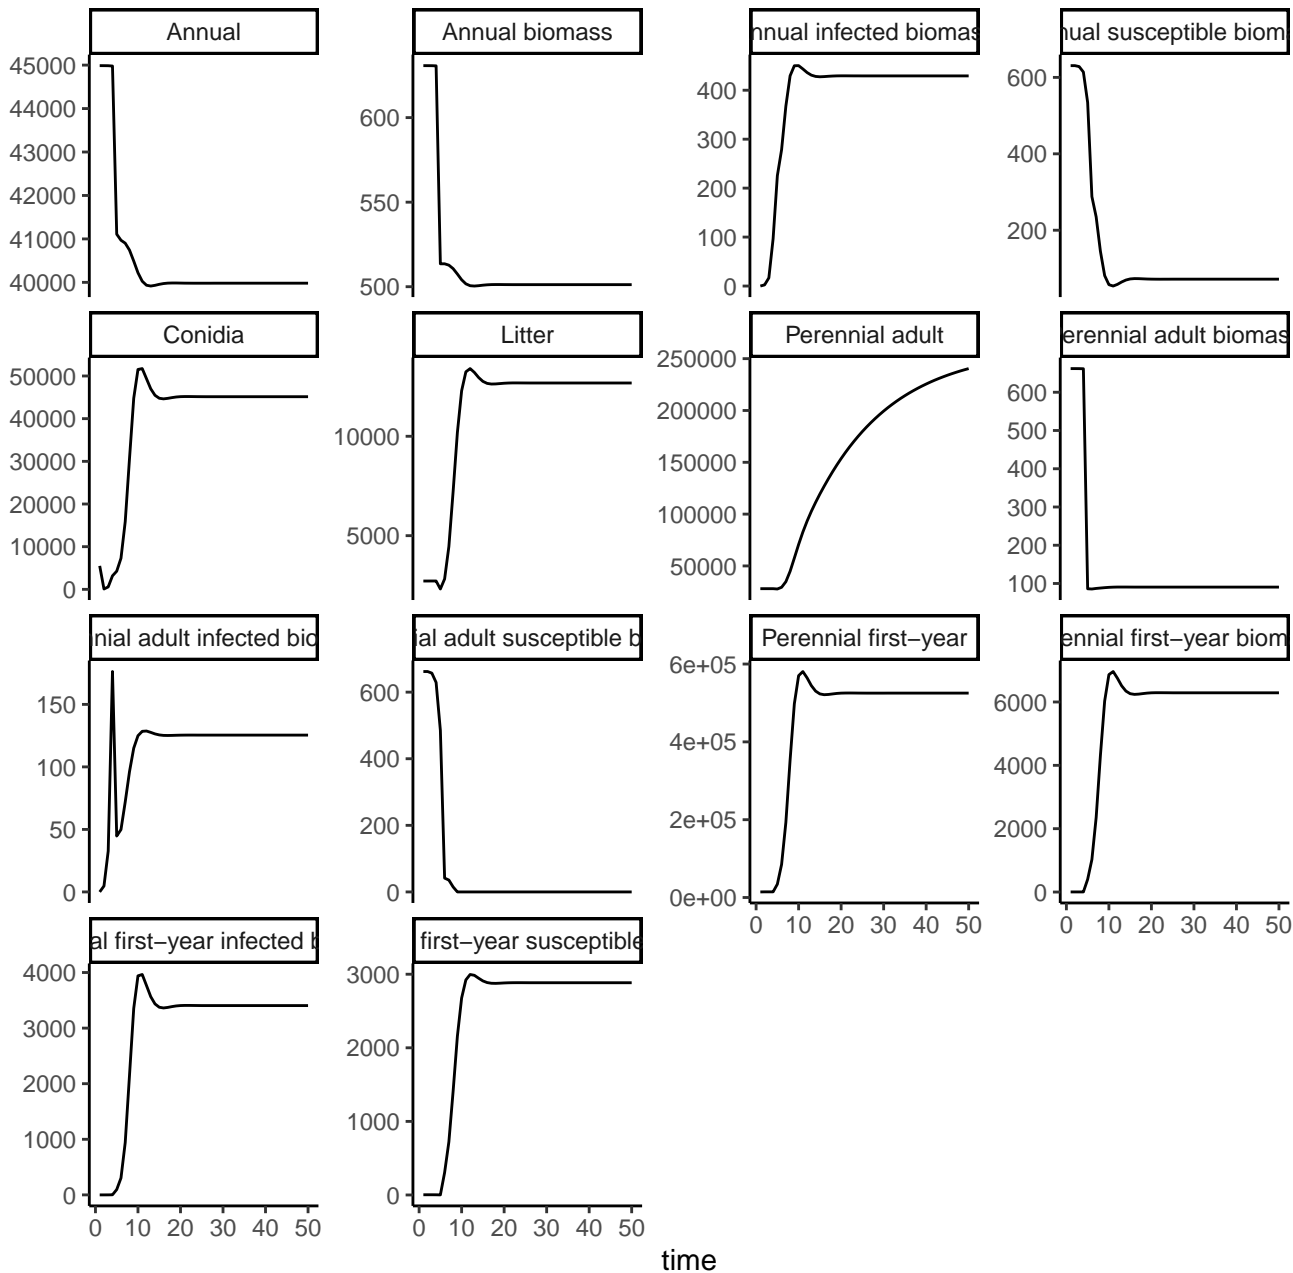 Annual
Annual biomass
nnual infected biomas
nual susceptible biom
45000
44000
43000
42000
41000
40000
600
550
500
400
300
200
100
0
600
400
200
Conidia
Litter
Perennial adult
erennial adult biomas
50000
40000
30000
20000
10000
0
10000
5000
250000
200000
150000
100000
50000
600
500
400
300
200
100
nial adult infected bio
ial adult susceptible b
Perennial first−year
ennial first−year biom
150
100
50
0
600
400
200
0
6e+05
4e+05
2e+05
0e+00
6000
4000
2000
0
0 10 20 30 40 50
0 10 20 30 40 50
al first−year infected b
first−year susceptible
4000
3000
2000
1000
0
3000
2000
1000
0
0 10 20 30 40 50
0 10 20 30 40 50
time